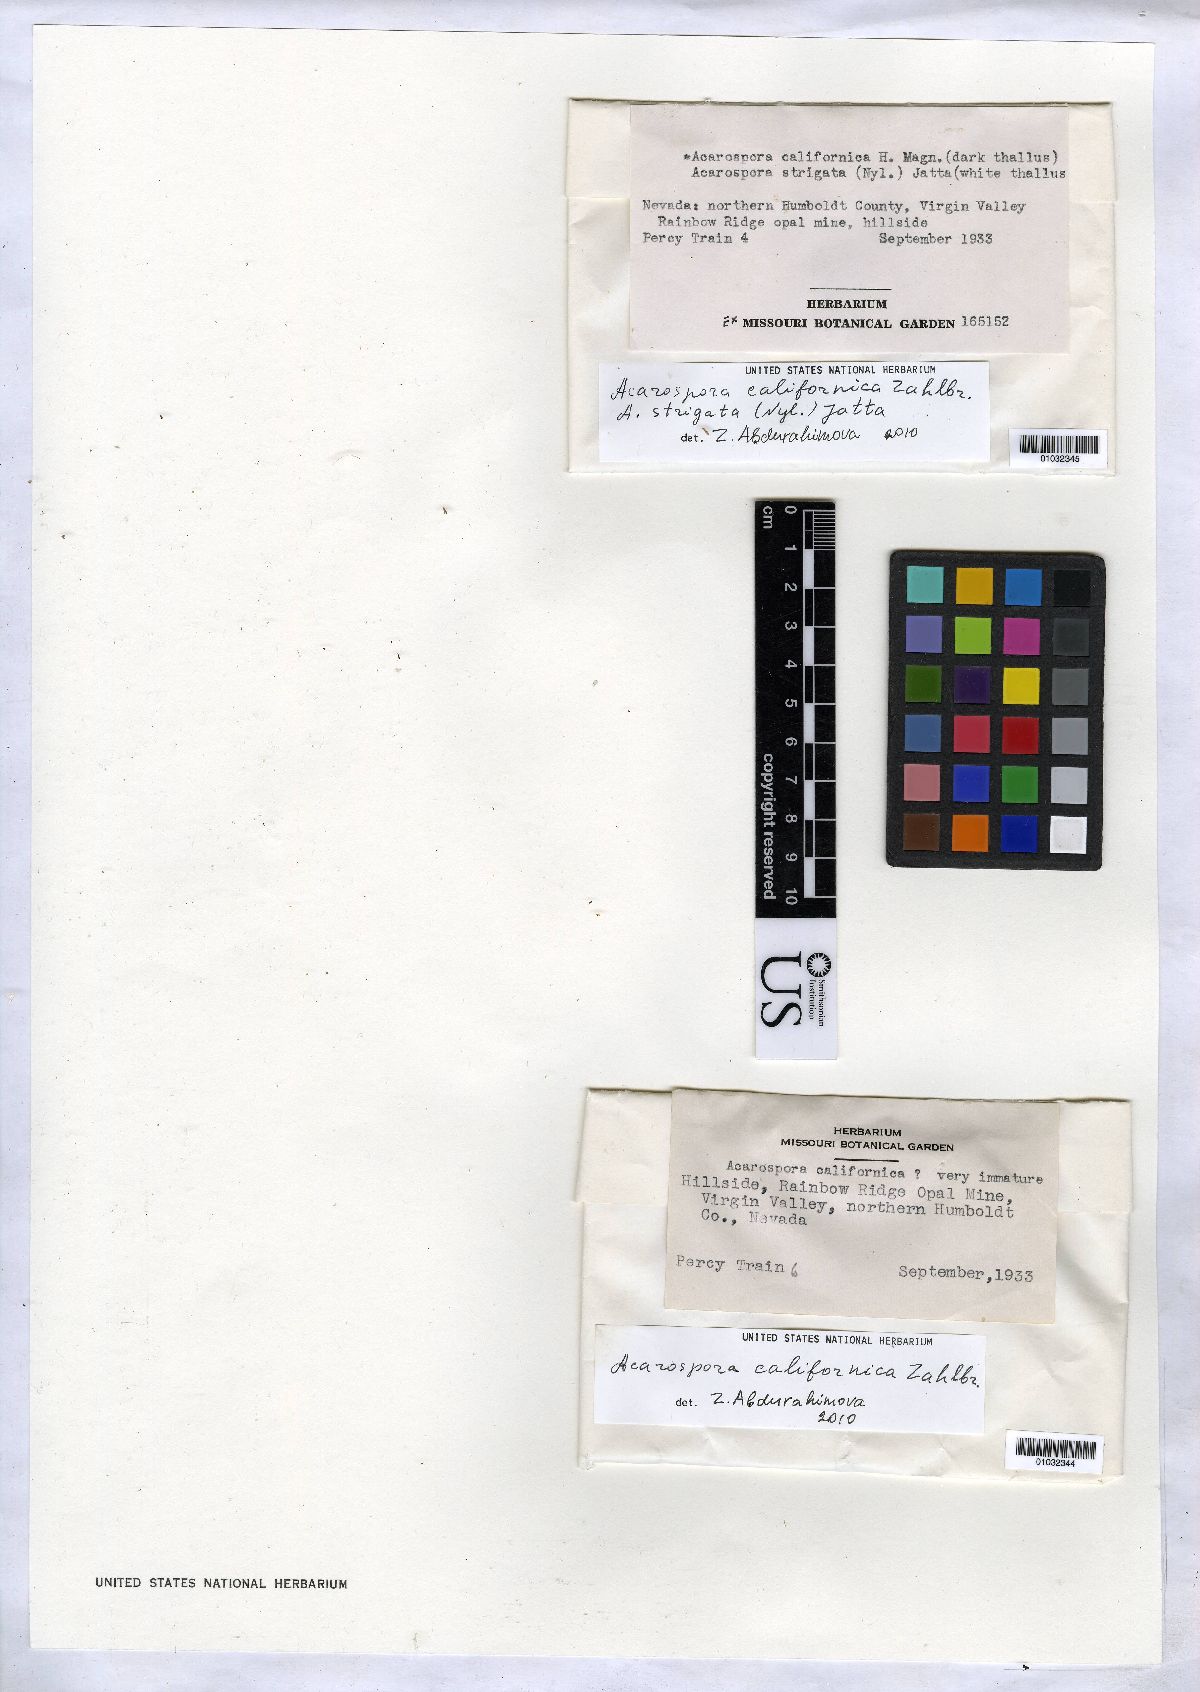 *Acarospora californica H. Magn.(dark thallus)
Acarospora strigata (Nyl.) Jatta(white thallus
Nevada: northern Humboldt County, Virgin Valley
Rainbow Ridge opal mine, hillside
Percy Train 4 September 1933
HERBARIUM
Ex MISSOURI BOTANICAL GARDEN 165152
UNITED STATES NATIONAL HERBARIUM
Acarospora californica Zahlbr.
A. strigata (Nyl.) Jatta
det. Z. Abdurahimova 2010
01032345
0 1 2 3 4 5 6 7 8 9 10
cm
copyright reserved
US
Smithsonian
Institution
HERBARIUM
MISSOURI BOTANICAL GARDEN
Acarospora californica ? very immature
Hillside, Rainbow Ridge Opal Mine,
Virgin Valley, northern Humboldt
Co., Nevada
Percy Train 6 September,1933
UNITED STATES NATIONAL HERBARIUM
Acarospora californica Zahlbr.
det. Z. Abdurahimova
2010
01032344
UNITED STATES NATIONAL HERBARIUM